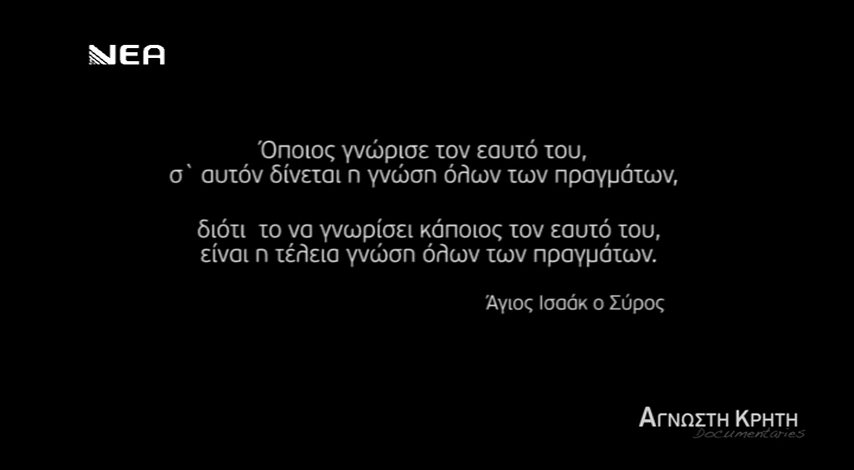 ΝΕΑ
Όποιος γνώρισε τον εαυτό του,
σ` αυτόν δίνεται η γνώση όλων των πραγμάτων,
διότι το να γνωρίσει κάποιος τον εαυτό του,
είναι η τέλεια γνώση όλων των πραγμάτων.
Άγιος Ισαάκ ο Σύρος
ΑΓΝΩΣΤΗ ΚΡΗΤΗ
Documentaries